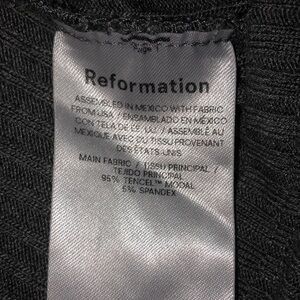 Reformation
ASSEMBLED IN MEXICO WITH FABRIC
FROM USA / ENSAMBLADO EN MÉXICO
CON TELA DE EE. UU. / ASSEMBLÉ AU
MEXIQUE AVEC DU TISSU PROVENANT
DES ÉTATS-UNIS
MAIN FABRIC / TISSU PRINCIPAL /
TEJIDO PRINCIPAL
95% TENCEL™ MODAL
5% SPANDEX